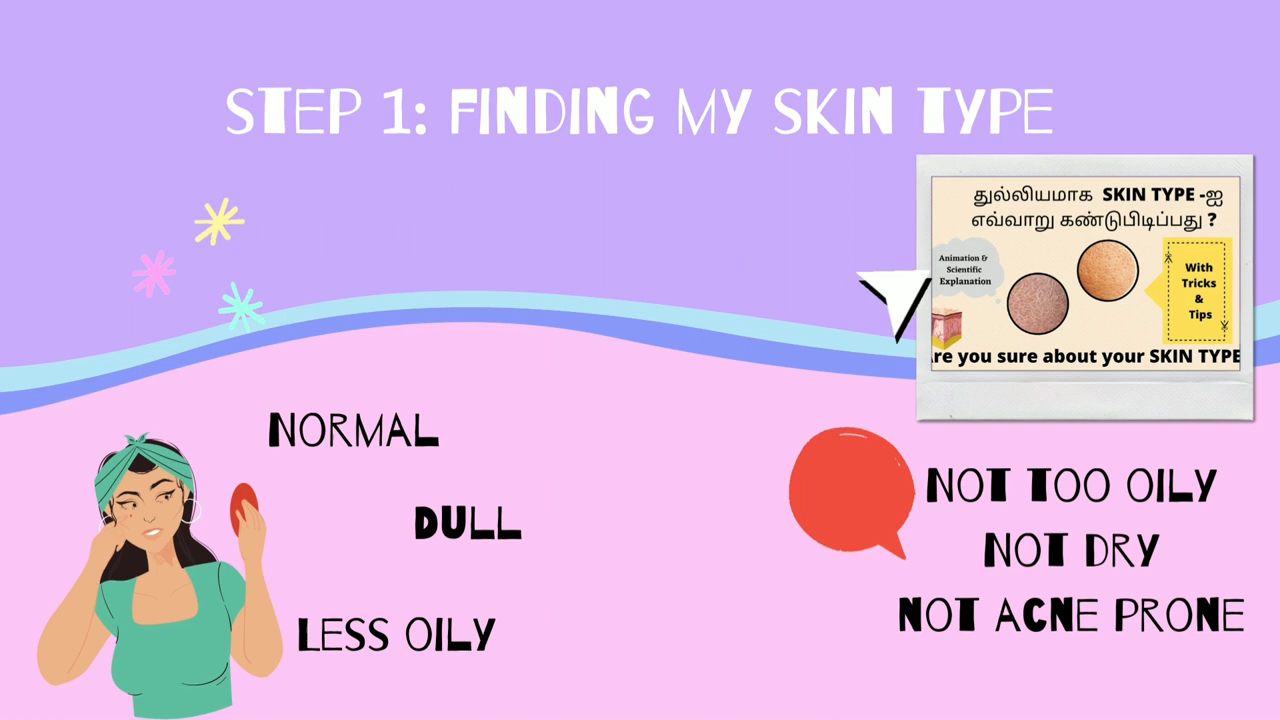 STEP 1: FINDING MY SKIN TYPE
துல்லியமாக SKIN TYPE -ஐ
எவ்வாறு கண்டுபிடிப்பது ?
Animation &
Scientific
Explanation
With
Tricks
&
Tips
re you sure about your SKIN TYPE
NORMAL
DULL
LESS OILY
NOT TOO OILY
NOT DRY
NOT ACNE PRONE